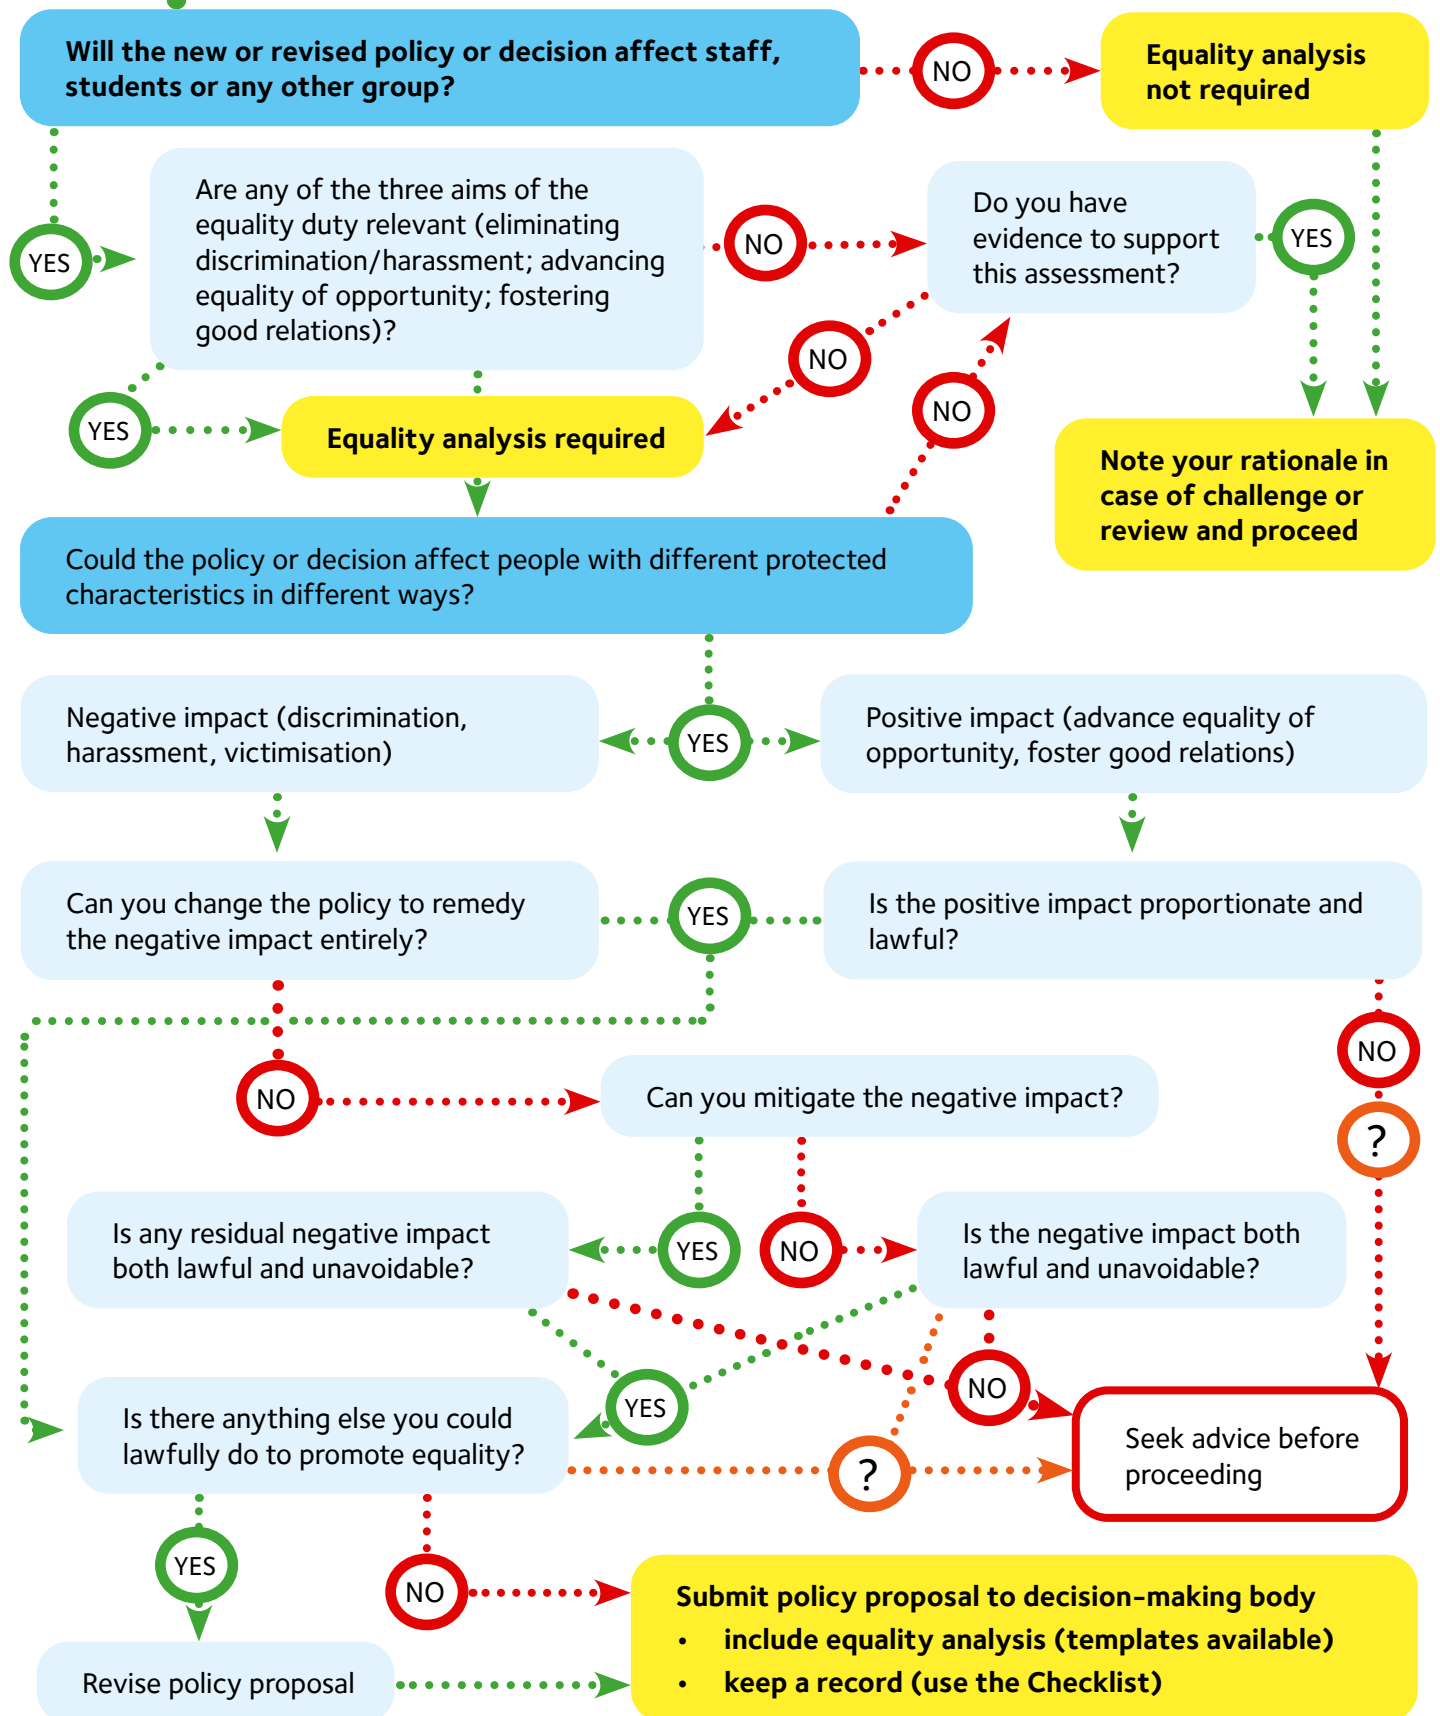 Will the new or revised policy or decision affect staff,
students or any other group?
NO
Equality analysis
not required
YES
Are any of the three aims of the
equality duty relevant (eliminating
discrimination/harassment; advancing
equality of opportunity; fostering
good relations)?
NO
Do you have
evidence to support
this assessment?
YES
NO
NO
YES
Equality analysis required
Note your rationale in
case of challenge or
review and proceed
Could the policy or decision affect people with different protected
characteristics in different ways?
Negative impact (discrimination,
harassment, victimisation)
YES
Positive impact (advance equality of
opportunity, foster good relations)
Can you change the policy to remedy
the negative impact entirely?
YES
Is the positive impact proportionate and
lawful?
NO
NO
Can you mitigate the negative impact?
?
Is any residual negative impact
both lawful and unavoidable?
YES
NO
Is the negative impact both
lawful and unavoidable?
YES
NO
Is there anything else you could
lawfully do to promote equality?
?
Seek advice before
proceeding
YES
NO
Submit policy proposal to decision-making body
• include equality analysis (templates available)
• keep a record (use the Checklist)
Revise policy proposal